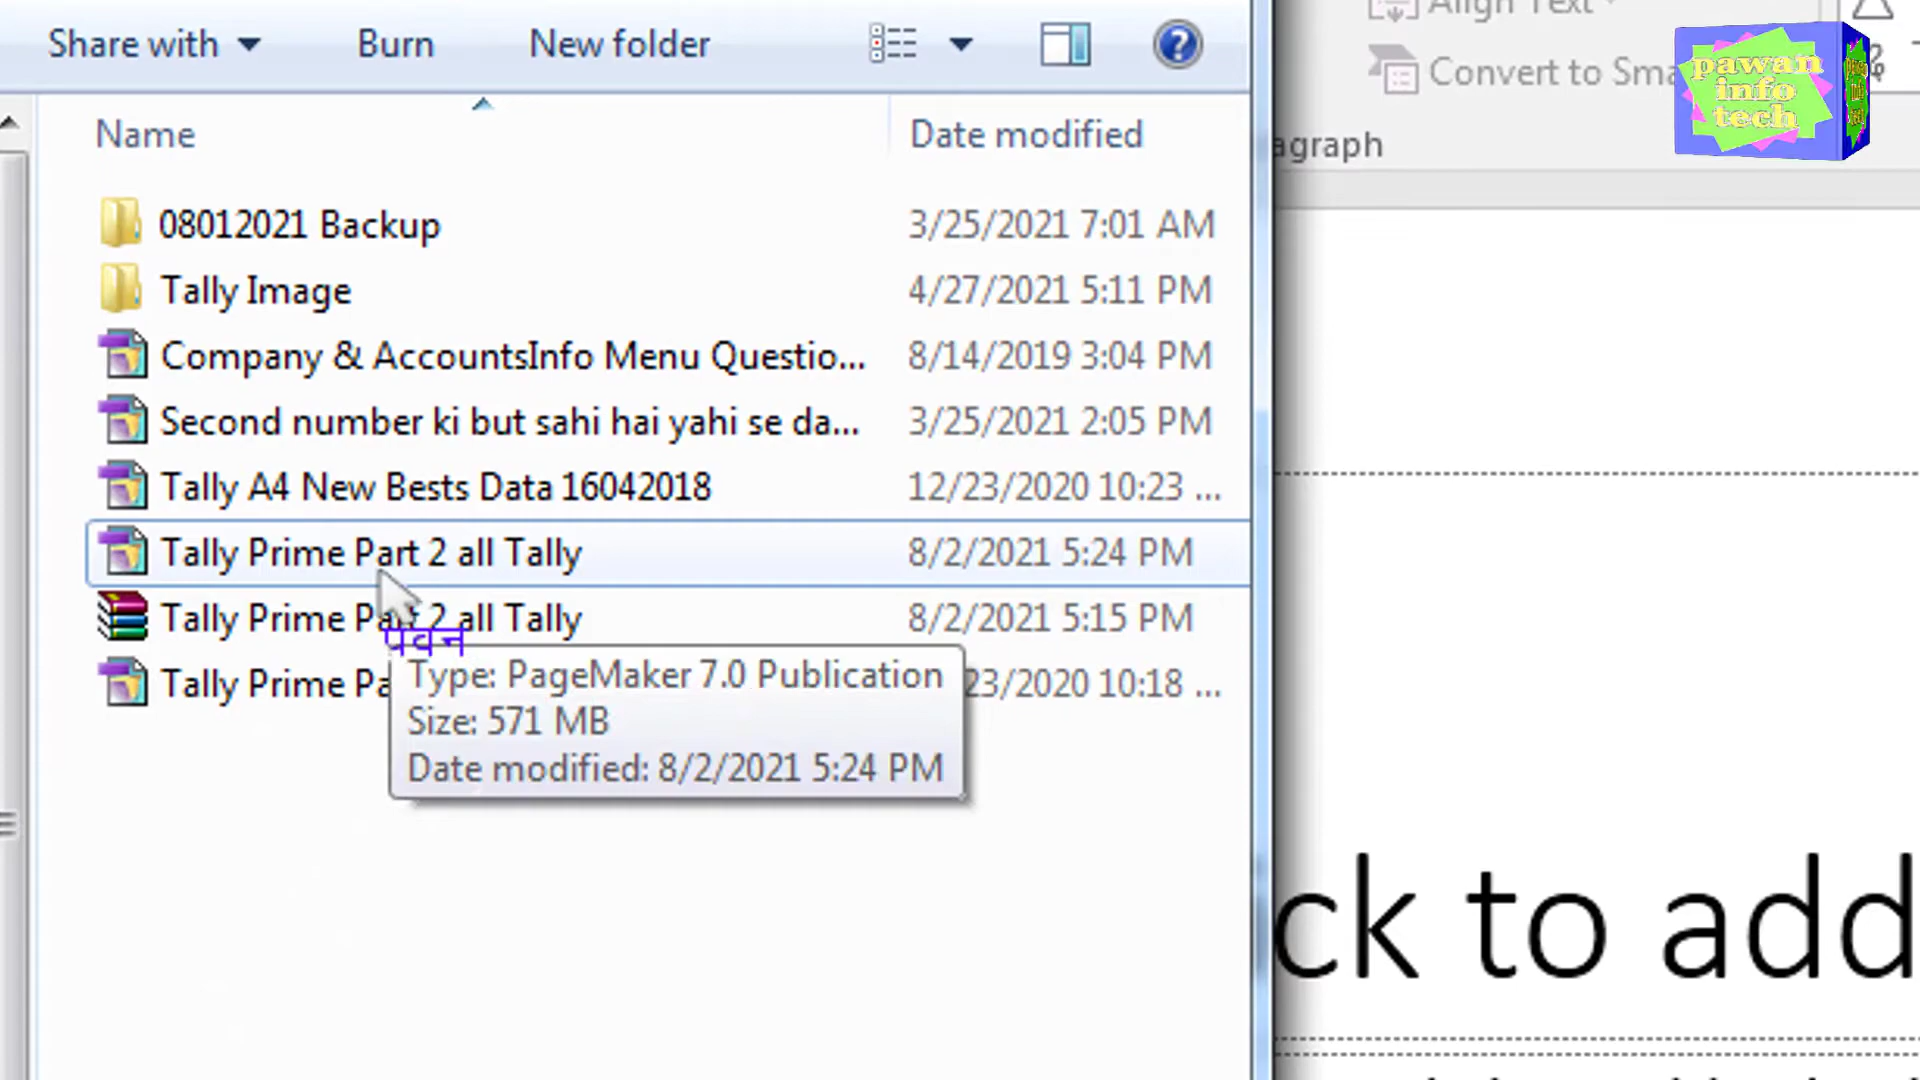 Share with
Burn
New folder
Align Text
Convert to Sma
pawan
info
tech
agraph
Name
Date modified
08012021 Backup
3/25/2021 7:01 AM
Tally Image
4/27/2021 5:11 PM
Company & AccountsInfo Menu Questio...
8/14/2019 3:04 PM
Second number ki but sahi hai yahi se da...
3/25/2021 2:05 PM
Tally A4 New Bests Data 16042018
12/23/2020 10:23 ...
Tally Prime Part 2 all Tally
8/2/2021 5:24 PM
Tally Prime Part 2 all Tally
8/2/2021 5:15 PM
पवन
Tally Prime Pa
23/2020 10:18 ...
Type: PageMaker 7.0 Publication
Size: 571 MB
Date modified: 8/2/2021 5:24 PM
ck to add